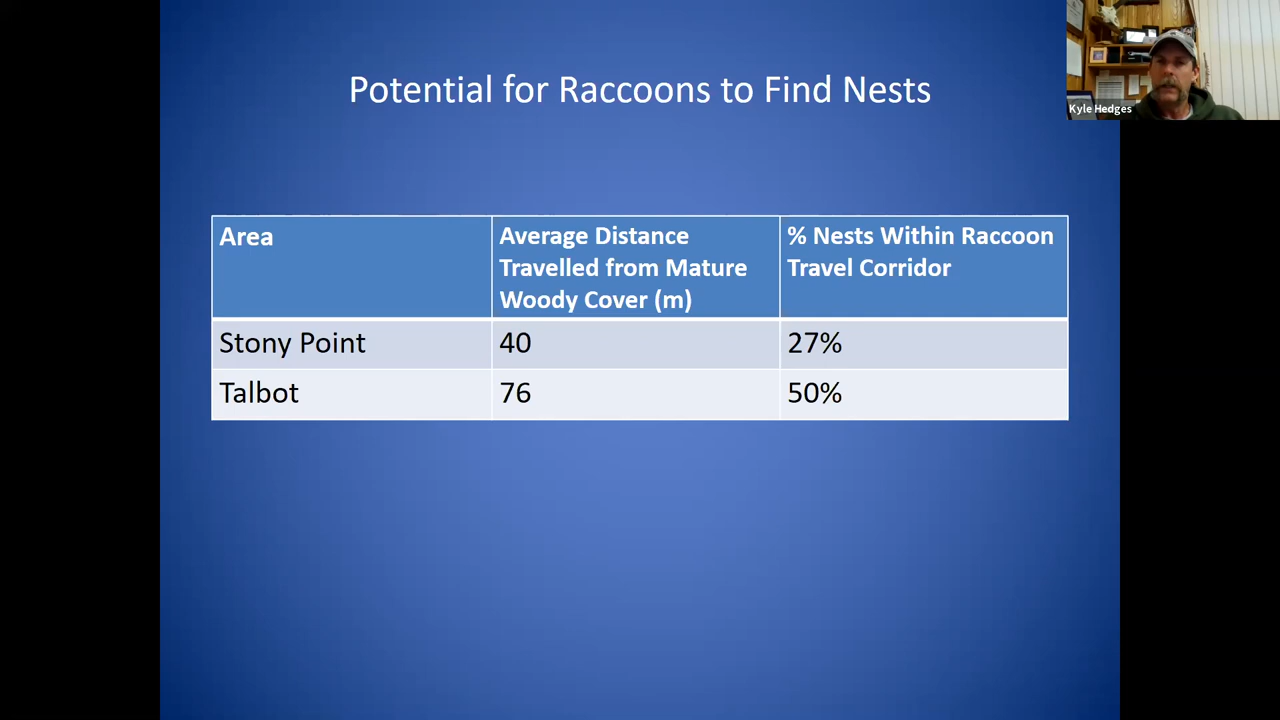 Potential for Raccoons to Find Nests
Kyle Hedges
Area
Average Distance
Travelled from Mature
Woody Cover (m)
% Nests Within Raccoon
Travel Corridor
Stony Point
40
27%
Talbot
76
50%